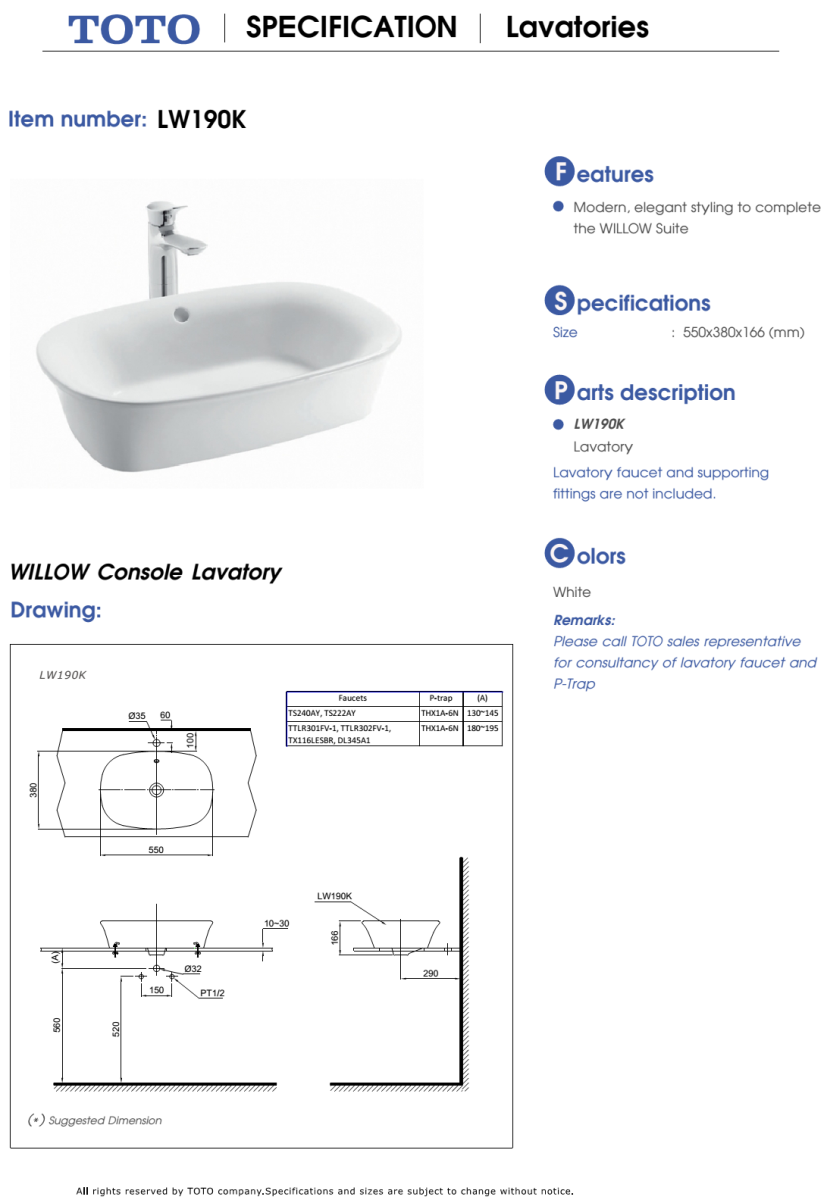 TOTO | SPECIFICATION | Lavatories
Item number: LW190K
Features
Modern, elegant styling to complete
the WILLOW Suite
Specifications
Size : 550x380x166 (mm)
Parts description
LW190K
Lavatory
Lavatory faucet and supporting
fittings are not included.
Colors
White
Remarks:
Please call TOTO sales representative
for consultancy of lavatory faucet and
P-Trap
WILLOW Console Lavatory
Drawing:
LW190K
Faucets P-trap (A)
TS240AY, TS222AY THX1A-6N 130~145
TTLR301FV-1, TTLR302FV-1, THX1A-6N 180~195
TX116LESBR, DL345A1
Ø35 60
100
380
550
LW190K
10~30
166
(A)
Ø32
290
150
PT1/2
560
520
(*) Suggested Dimension
All rights reserved by TOTO company.Specifications and sizes are subject to change without notice.